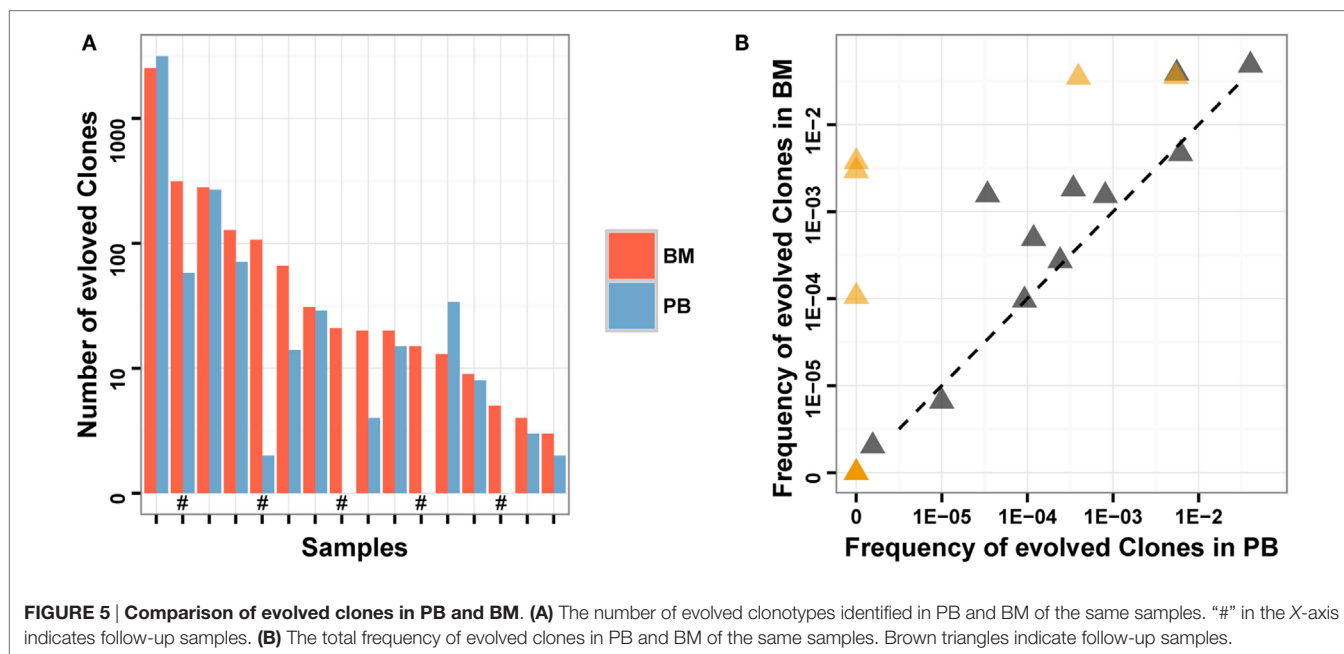 A
Number of evloved Clones
1000
100
10
0
# # # # #
Samples
BM
PB
B
Frequency of evolved Clones in BM
1E−02
1E−03
1E−04
1E−05
0
0 1E−05 1E−04 1E−03 1E−02
Frequency of evolved Clones in PB
FIGURE 5 | Comparison of evolved clones in PB and BM. (A) The number of evolved clonotypes identified in PB and BM of the same samples. “#” in the X-axis
indicates follow-up samples. (B) The total frequency of evolved clones in PB and BM of the same samples. Brown triangles indicate follow-up samples.